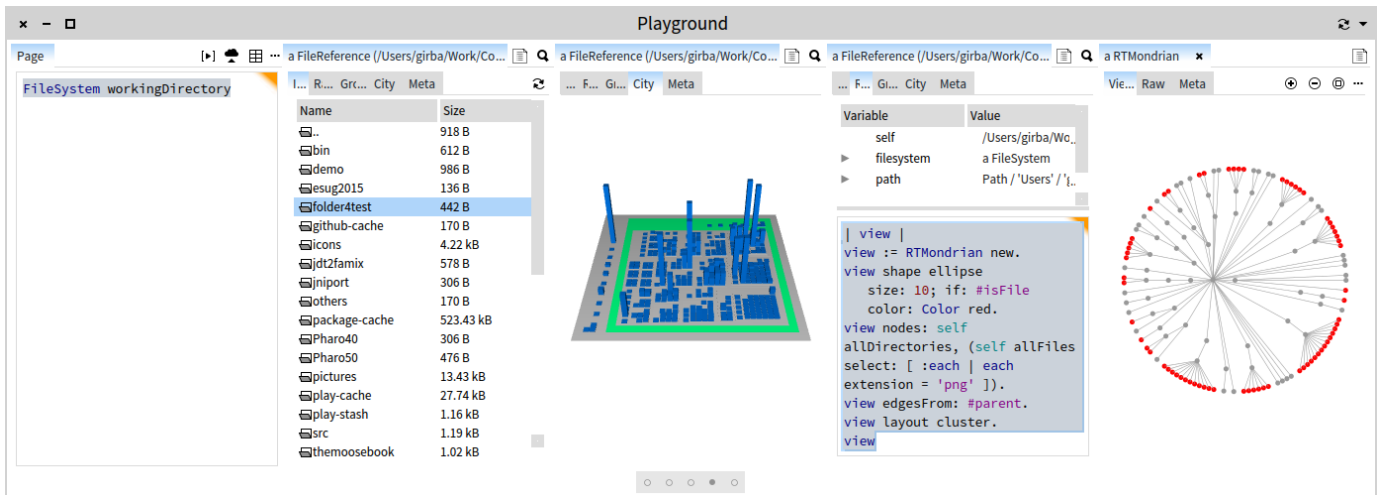 Playground
Page
FileSystem workingDirectory
a FileReference (/Users/girba/Work/Co...
I... R... Gr(... City Meta
Name Size
.. 918 B
bin 612 B
demo 986 B
esug2015 136 B
folder4test 442 B
github-cache 170 B
icons 4.22 kB
jdt2famix 578 B
jniport 306 B
others 170 B
package-cache 523.43 kB
Pharo40 306 B
Pharo50 476 B
pictures 13.43 kB
play-cache 27.74 kB
play-stash 1.16 kB
src 1.19 kB
themoosebook 1.02 kB
a FileReference (/Users/girba/Work/Co...
... F... Gi... City Meta
a FileReference (/Users/girba/Work/Co...
... F... Gi... City Meta
Variable Value
self /Users/girba/Wo..
filesystem a FileSystem
path Path / 'Users' / '
| view |
view := RTMondrian new.
view shape ellipse
size: 10; if: #isFile
color: Color red.
view nodes: self
allDirectories, (self allFiles
select: [ :each | each
extension = 'png' ]).
view edgesFrom: #parent.
view layout cluster.
view
a RTMondrian
Vie... Raw Meta